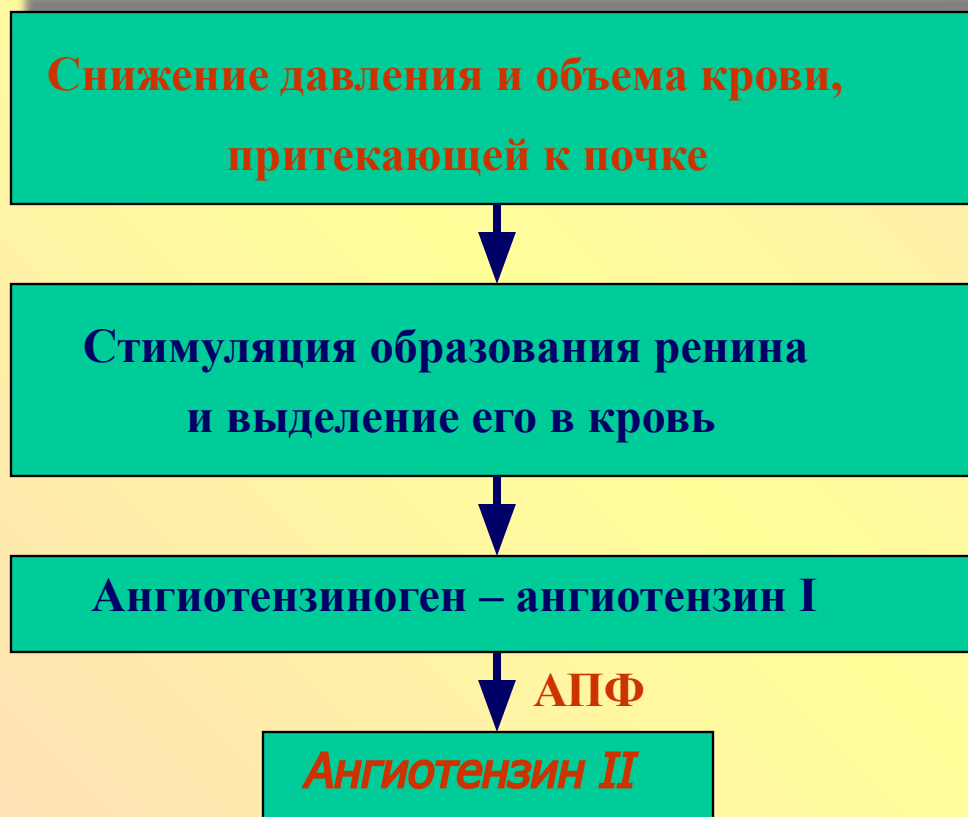 Снижение давления и объема крови,
притекающей к почке
Стимуляция образования ренина
и выделение его в кровь
Ангиотензиноген – ангиотензин I
АПФ
Ангиотензин II